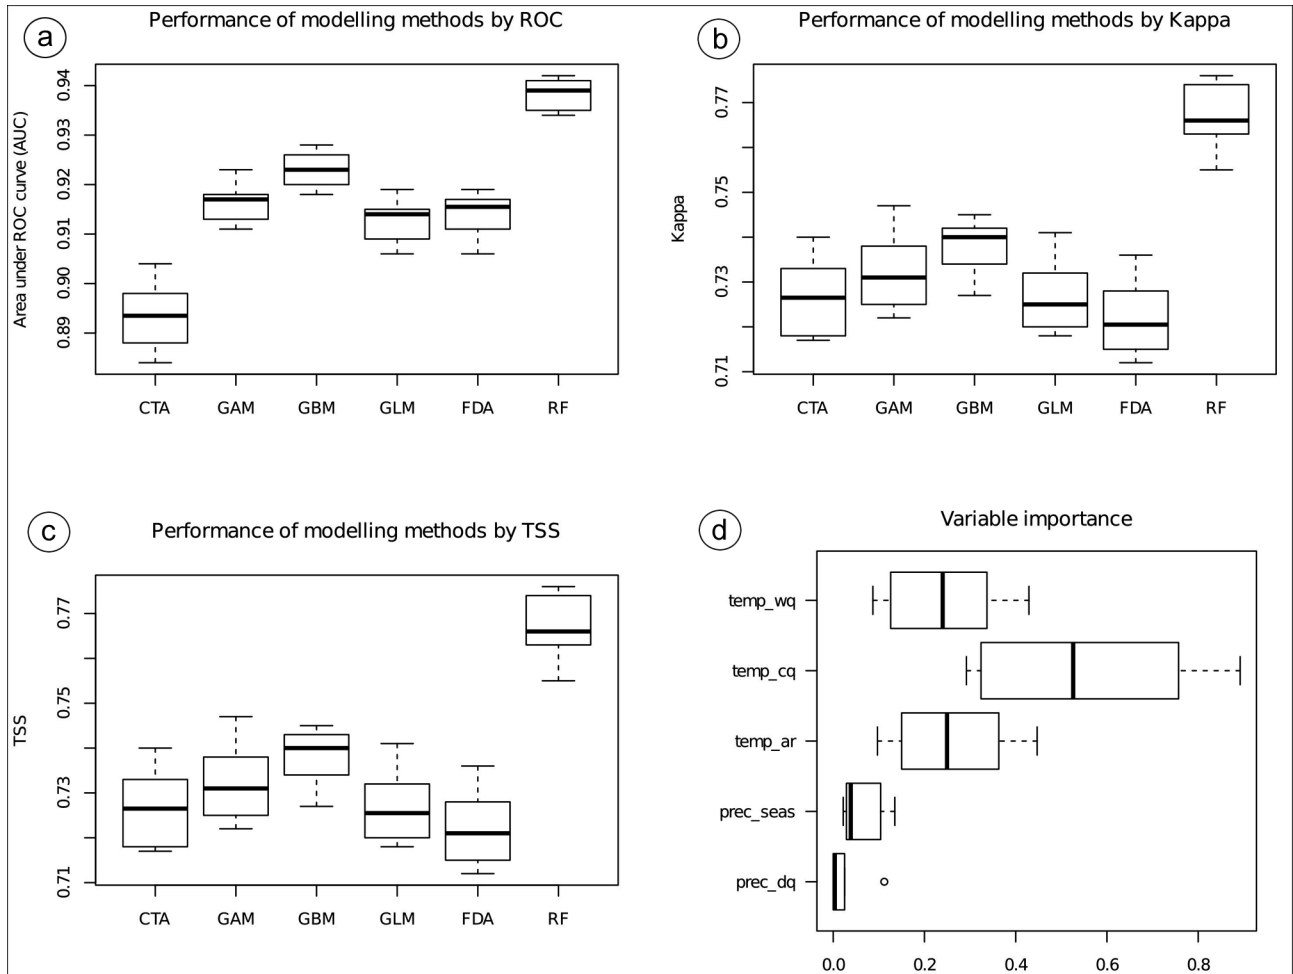 a
Performance of modelling methods by ROC
Area under ROC curve (AUC)
0.94
0.93
0.92
0.91
0.90
0.89
CTA GAM GBM GLM FDA RF
b
Performance of modelling methods by Kappa
Kappa
0.77
0.75
0.73
0.71
CTA GAM GBM GLM FDA RF
c
Performance of modelling methods by TSS
TSS
0.77
0.75
0.73
0.71
CTA GAM GBM GLM FDA RF
d
Variable importance
temp_wq
temp_cq
temp_ar
prec_seas
prec_dq
0.0 0.2 0.4 0.6 0.8